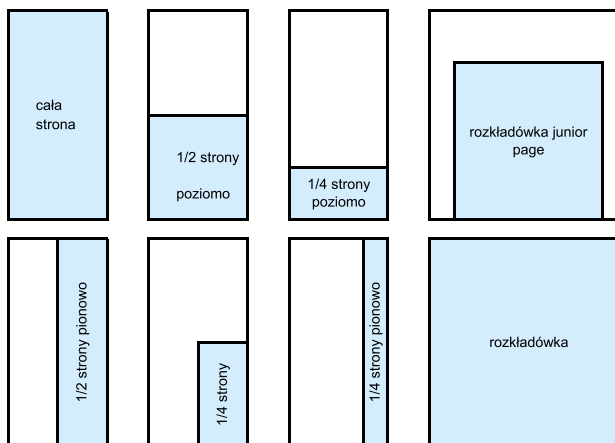 cała
strona
1/2 strony
poziomo
1/4 strony
poziomo
rozkładówka junior
page
1/2 strony pionowo
1/4 strony
1/4 strony pionowo
rozkładówka